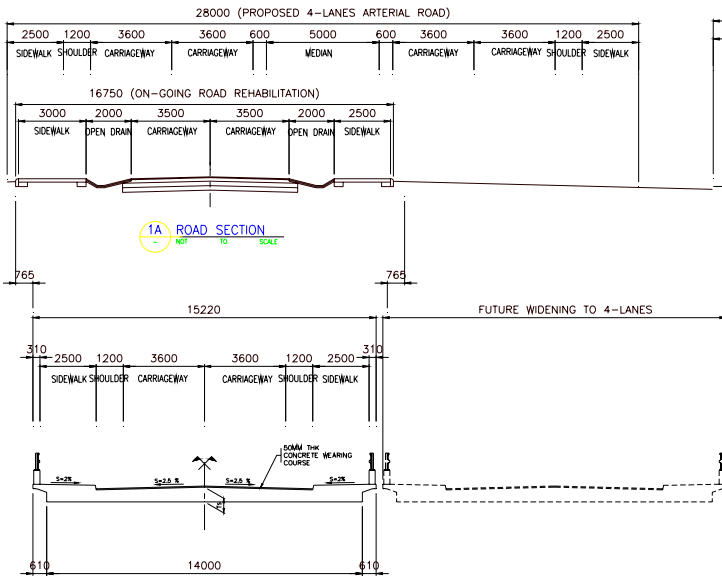 28000 (PROPOSED 4-LANES ARTERIAL ROAD)
2500 1200 3600 3600 600 5000 600 3600 3600 1200 2500
SIDEWALK SHOULDER CARRIAGEWAY CARRIAGEWAY MEDIAN CARRIAGEWAY CARRIAGEWAY SHOULDER SIDEWALK
16750 (ON-GOING ROAD REHABILITATION)
3000 2000 3500 3500 2000 2500
SIDEWALK OPEN DRAIN CARRIAGEWAY CARRIAGEWAY OPEN DRAIN SIDEWALK
1A ROAD SECTION
NOT TO SCALE
765 765
15220 FUTURE WIDENING TO 4-LANES
310 310
2500 1200 3600 3600 1200 2500
SIDEWALK SHOULDER CARRIAGEWAY CARRIAGEWAY SHOULDER SIDEWALK
50MM THK
CONCRETE WEARING
COURSE
S=2% S=2.5 % S=2.5 % S=2%
610 14000 610